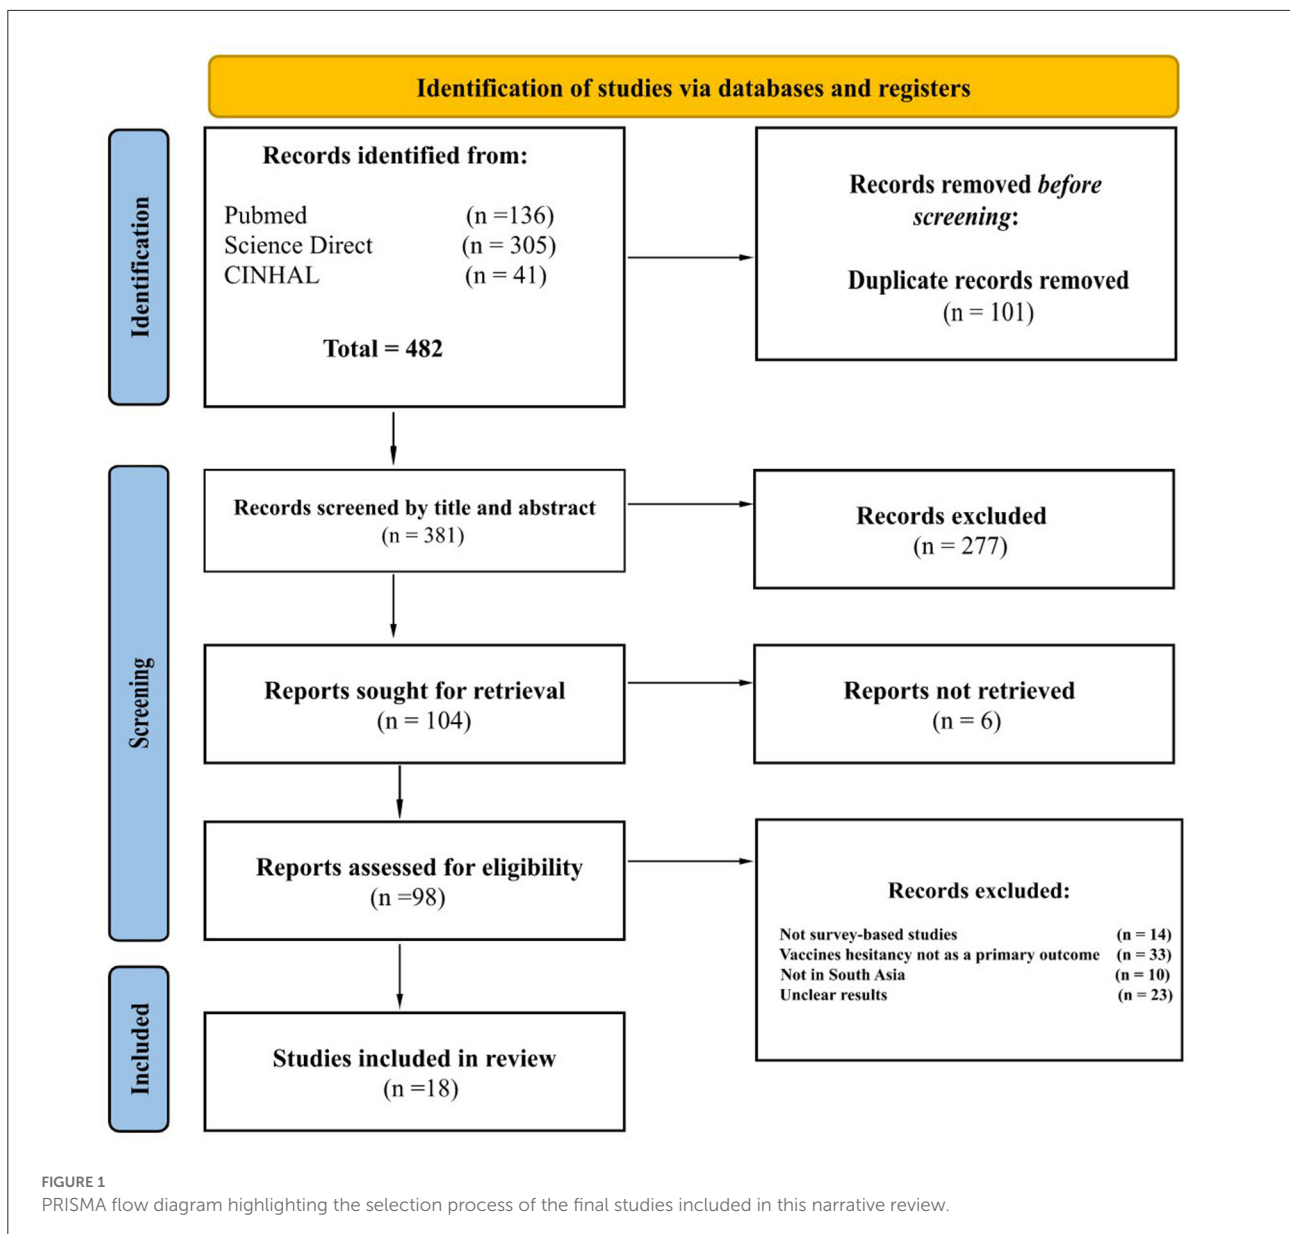 Identification of studies via databases and registers
Identification
Records identified from:
Pubmed (n =136)
Science Direct (n = 305)
CINHAL (n = 41)
Total = 482
Records removed before
screening:
Duplicate records removed
(n = 101)
Screening
Records screened by title and abstract
(n = 381)
Records excluded
(n = 277)
Reports sought for retrieval
(n = 104)
Reports not retrieved
(n = 6)
Reports assessed for eligibility
(n =98)
Records excluded:
Not survey-based studies (n = 14)
Vaccines hesitancy not as a primary outcome (n = 33)
Not in South Asia (n = 10)
Unclear results (n = 23)
Included
Studies included in review
(n =18)
FIGURE 1
PRISMA flow diagram highlighting the selection process of the final studies included in this narrative review.